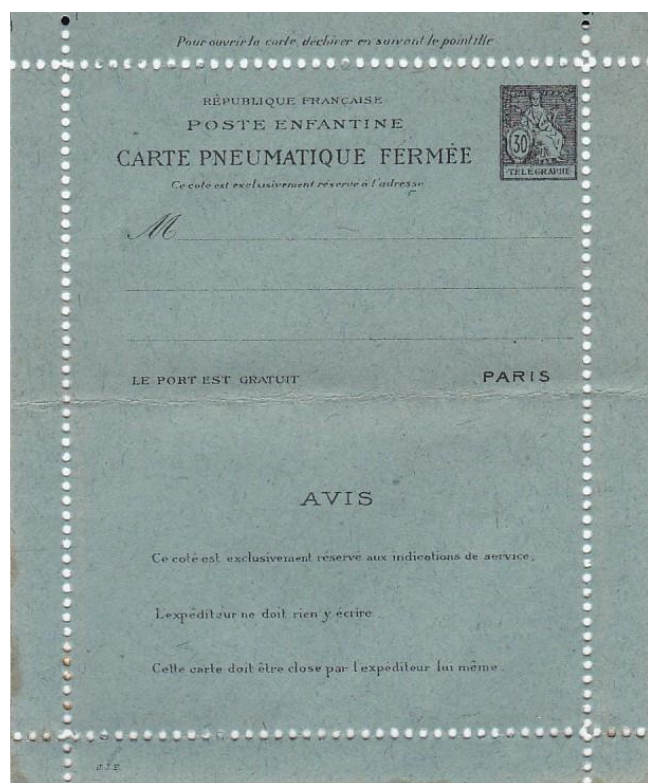 Pour ouvrir la carte, déchirer en suivant le pointillé
RÉPUBLIQUE FRANÇAISE
POSTE ENFANTINE
CARTE PNEUMATIQUE FERMÉE
Ce coté est exclusivement réservé à l'adresse
30
TÉLÉGRAPHE
M
LE PORT EST GRATUIT
PARIS
AVIS
Ce coté est exclusivement réservé aux indications de service.
L'expéditeur ne doit rien y écrire
Cette carte doit être close par l'expéditeur lui même.